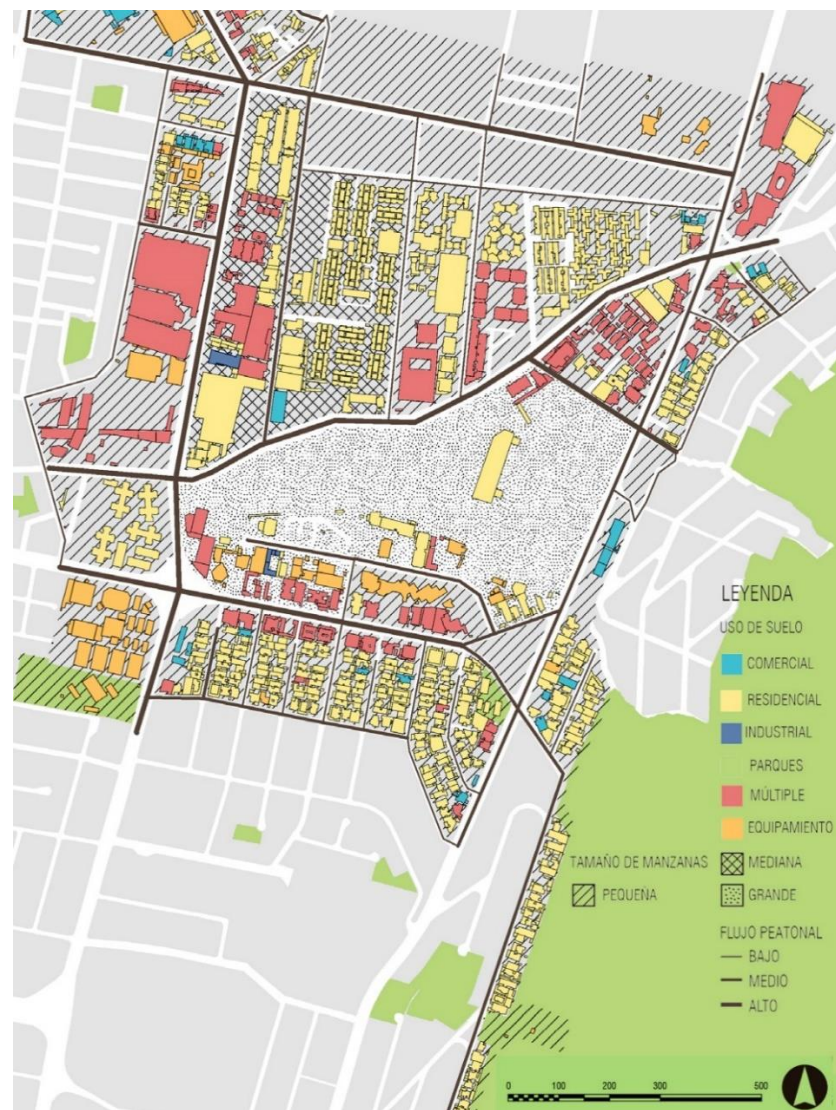 LEYENDA
USO DE SUELO
COMERCIAL
RESIDENCIAL
INDUSTRIAL
PARQUES
MÚLTIPLE
EQUIPAMIENTO
TAMAÑO DE MANZANAS
MEDIANA
PEQUEÑA
GRANDE
FLUJO PEATONAL
BAJO
MEDIO
ALTO
0 100 200 300 500